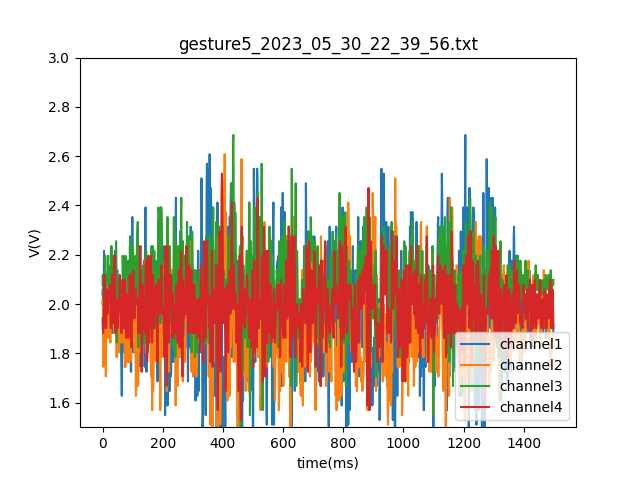 gesture5_2023_05_30_22_39_56.txt
3.0
2.8
2.6
2.4
2.2
2.0
1.8
1.6
V(V)
channel1
channel2
channel3
channel4
0 200 400 600 800 1000 1200 1400
time(ms)